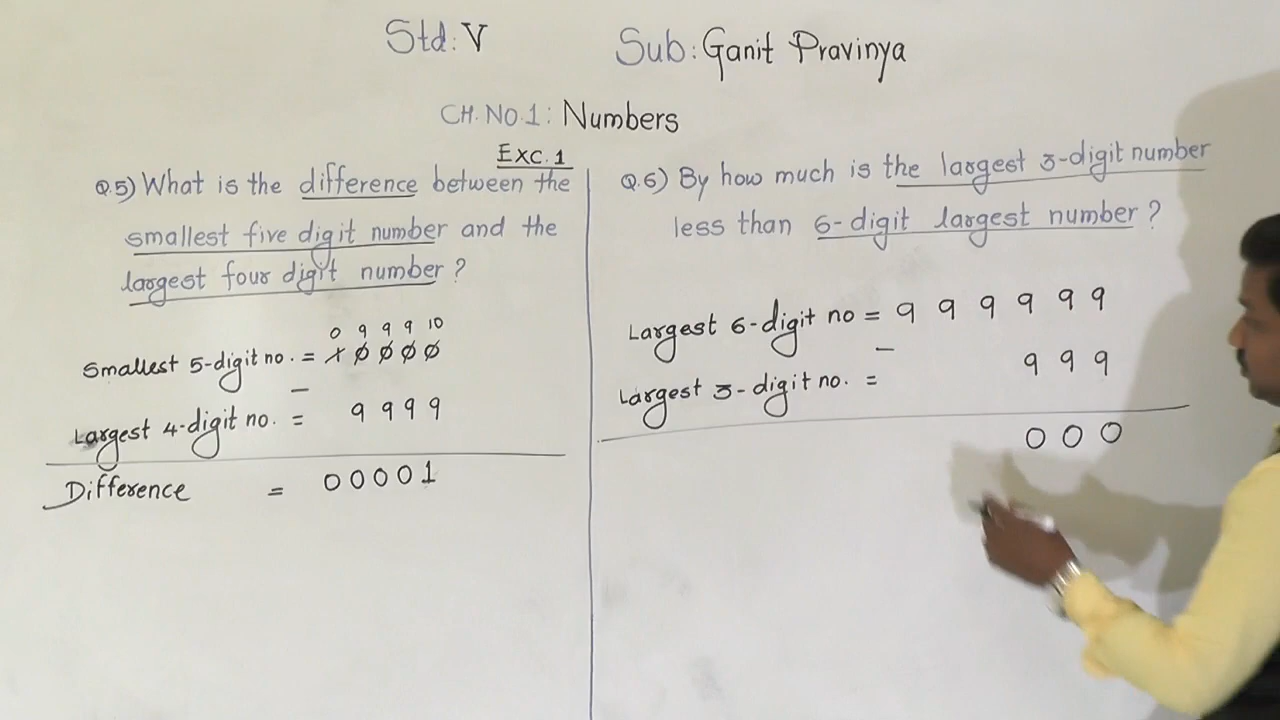 Std: V Sub: Ganit Pravinya
CH. NO. 1: Numbers
Exc. 1
Q.5) What is the difference between the
smallest five digit number and the
largest four digit number?
0 9 9 9 10
Smallest 5-digit no. = 1 0 0 0 0
-
Largest 4-digit no. = 9 9 9 9
Difference = 0 0 0 0 1
Q.6) By how much is the largest 3-digit number
less than 6-digit largest number?
Largest 6-digit no = 9 9 9 9 9 9
-
Largest 3-digit no. = 9 9 9
0 0 0